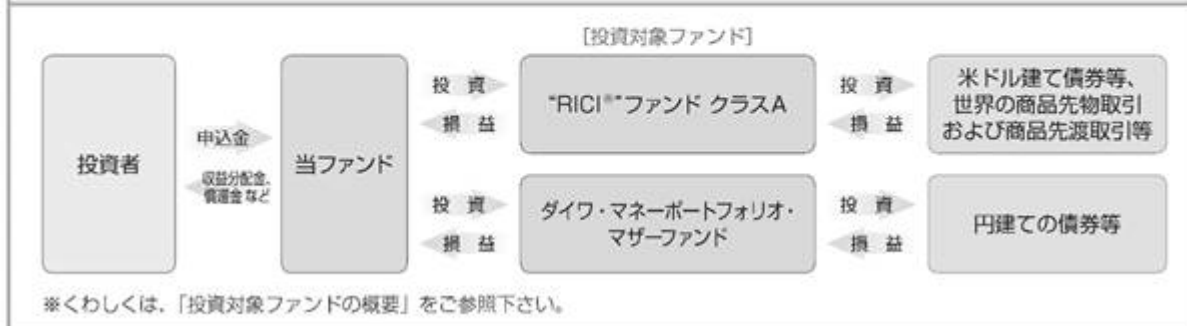 [投資対象ファンド]
投資者
申込金
収益分配金、
償還金 など
当ファンド
投 資
損 益
"RICI®"ファンド クラスA
投 資
損 益
米ドル建て債券等、
世界の商品先物取引
および商品先渡取引等
投 資
損 益
ダイワ・マネーポートフォリオ・
マザーファンド
投 資
損 益
円建ての債券等
※くわしくは、「投資対象ファンドの概要」をご参照下さい。